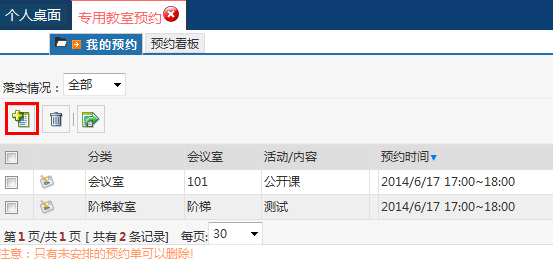 个人桌面 专用教室预约
我的预约 预约看板
落实情况： 全部
分类 会议室 活动/内容 预约时间▼
会议室 101 公开课 2014/6/17 17:00~18:00
阶梯教室 阶梯 测试 2014/6/17 17:00~18:00
第1页/共1页 [ 共有2条记录] 每页: 30
注意：只有未安排的预约单可以删除!